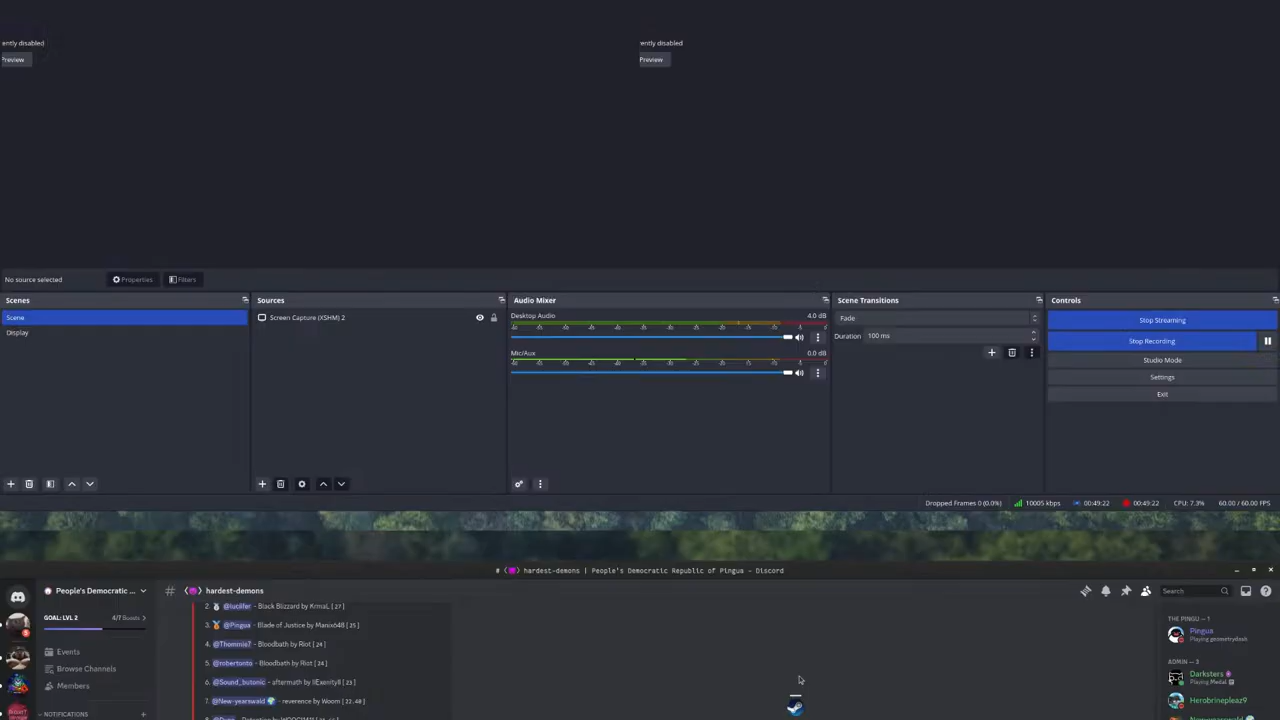 ently disabled
Preview
ently disabled
Preview
No source selected
Properties
Filters
Scenes
Scene
Display
Sources
Screen Capture (XSHM) 2
Audio Mixer
Desktop Audio 4.0 dB
Mic/Aux 0.0 dB
Scene Transitions
Fade
Duration 100 ms
Controls
Stop Streaming
Stop Recording
Studio Mode
Settings
Exit
Dropped Frames 0 (0.0%) 10005 kbps 00:49:22 00:49:22 CPU: 7.3% 60.00 / 60.00 FPS
hardest-demons | People's Democratic Republic of Pingua - Discord
People's Democratic ...
# hardest-demons
Search
GOAL: LVL 2 4/7 Boosts
Events
Browse Channels
Members
NOTIFICATIONS
2. @luciifer - Black Blizzard by KrmaL [ 27 ]
3. @Pingua - Blade of Justice by Manix648 [ 25 ]
4. @Thommie7 - Bloodbath by Riot [ 24 ]
5. @robertonto - Bloodbath by Riot [ 24 ]
6. @Sound_butonic - aftermath by IIExenityII [ 23 ]
7. @New-yearswald - reverence by Woom [ 22.48 ]
THE PINGU — 1
Pingua
Playing geometrydash
ADMIN — 3
Darksters
Playing Medal
Herobrinepleaz9